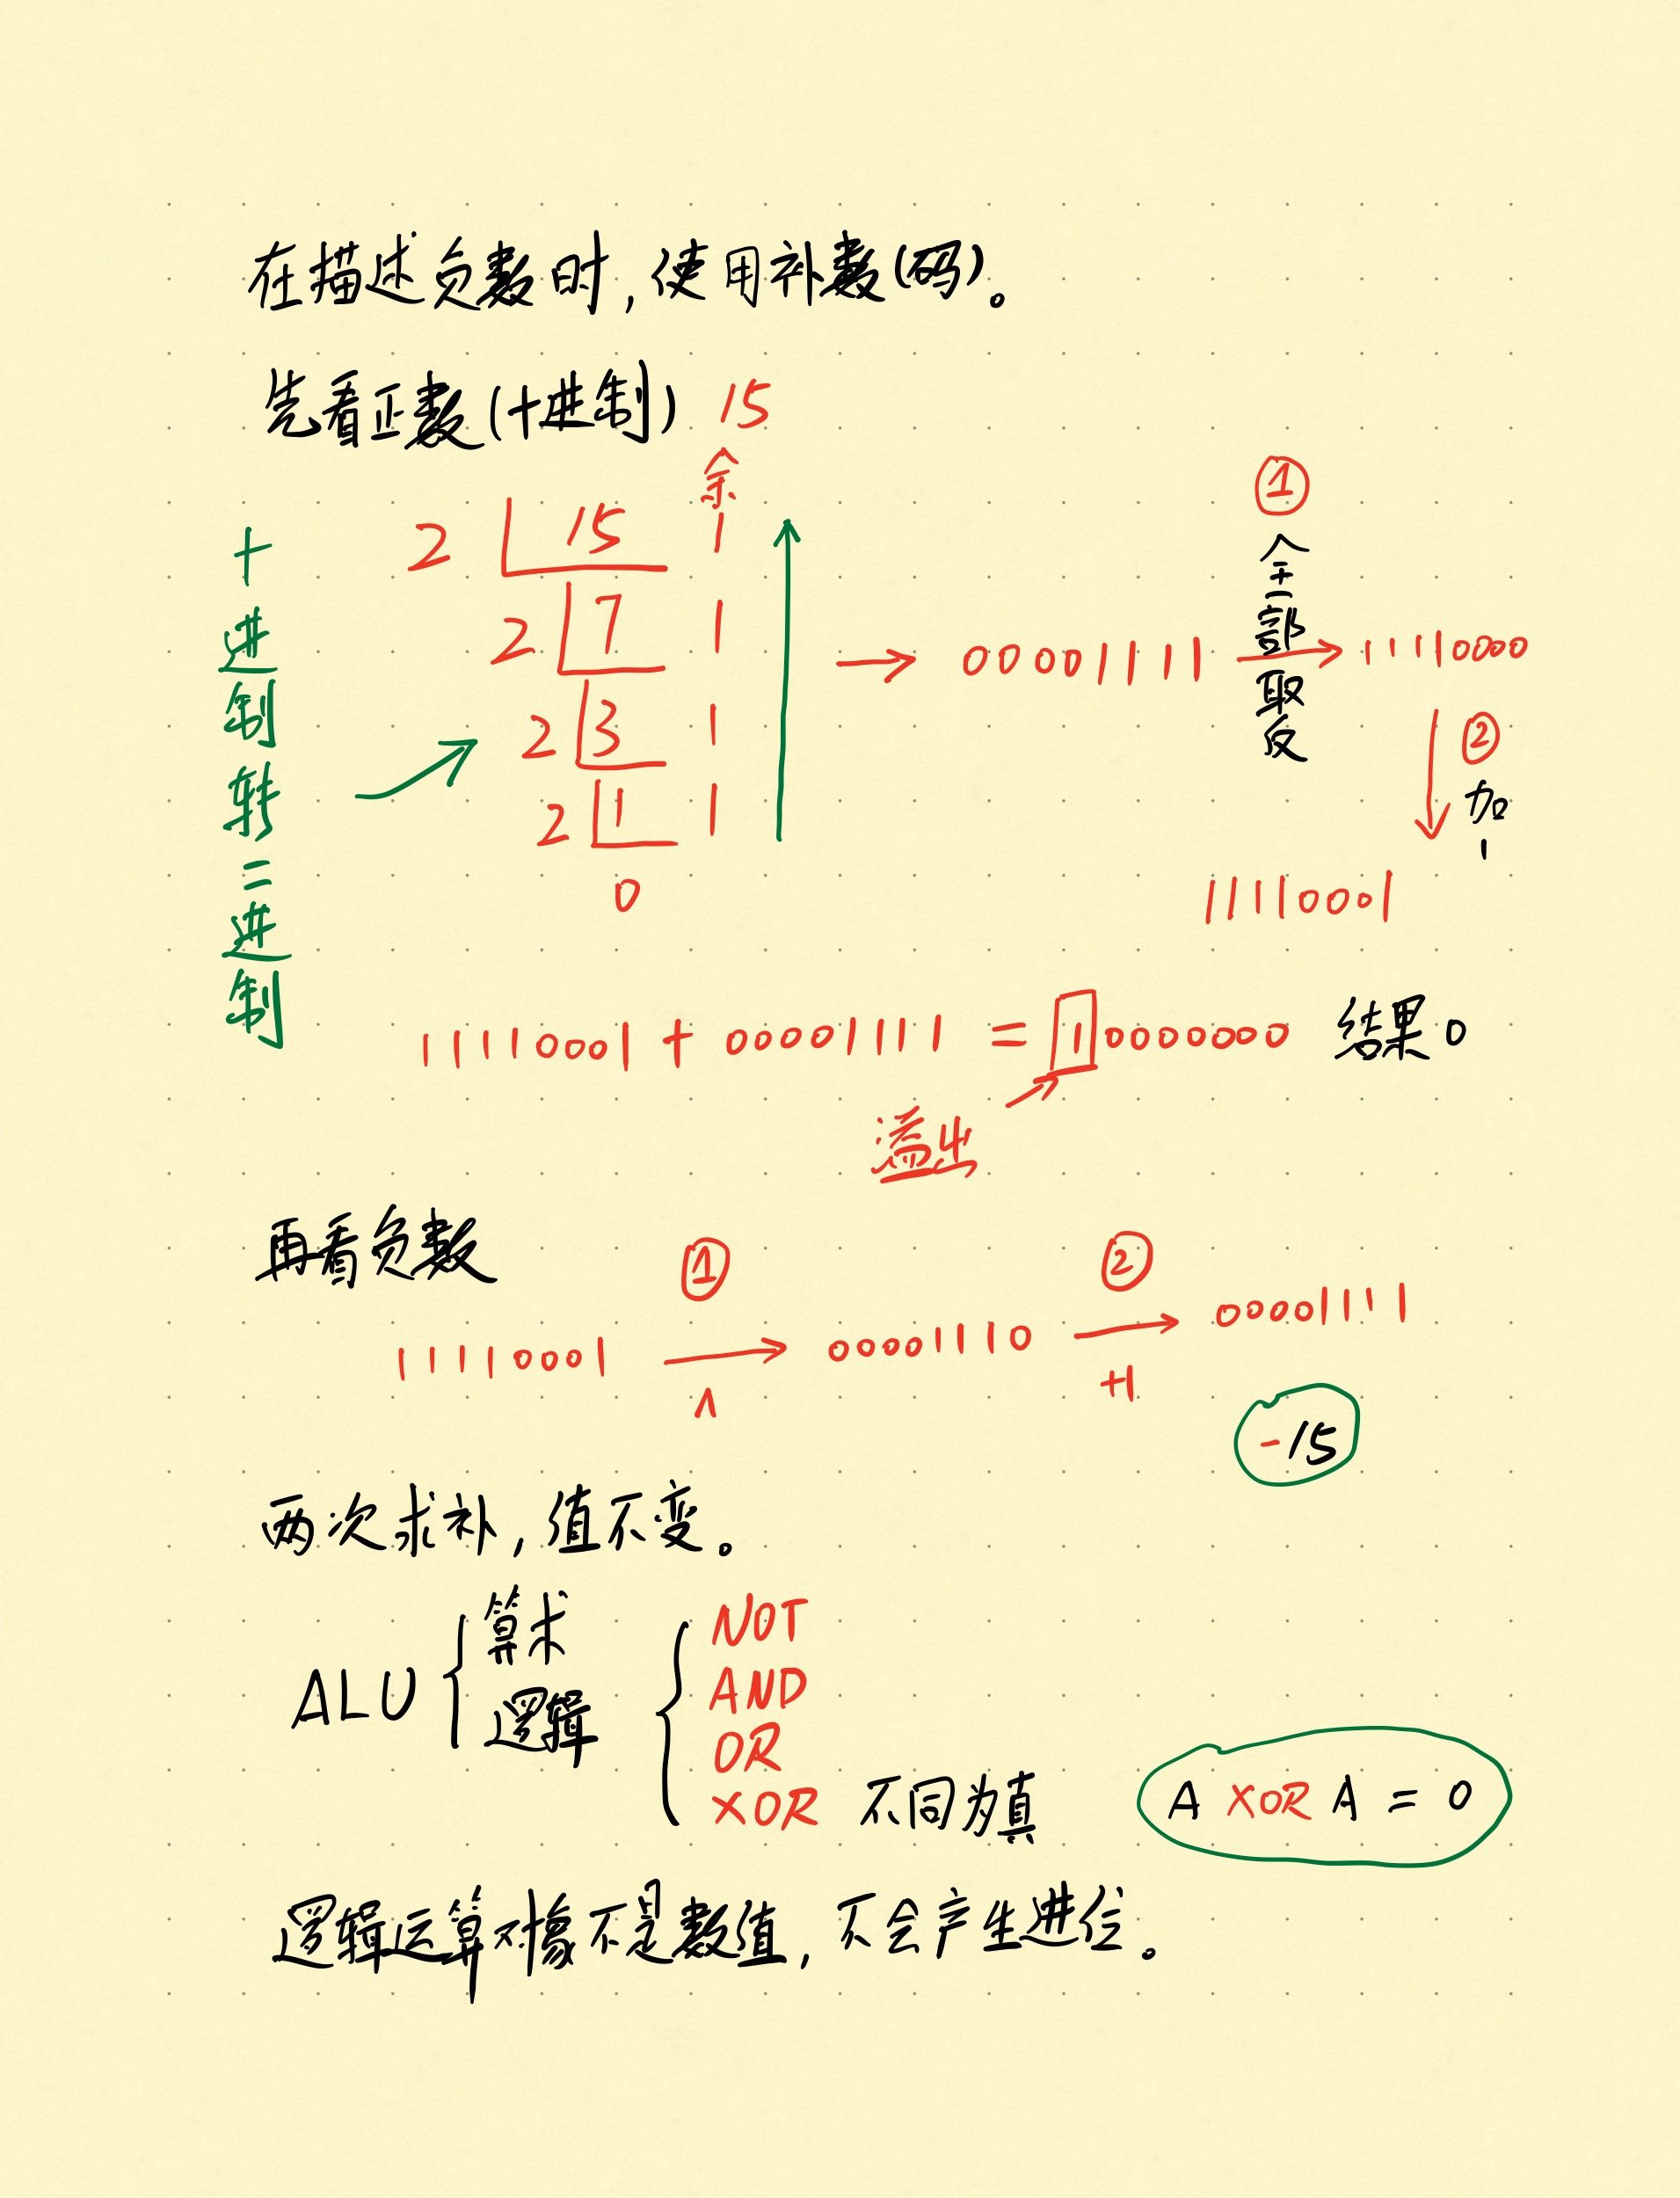 在描述负数时,使用补数(码)。
先看正数(十进制) 15
余
十进制转二进制
2 15 1
2 7 1
2 3 1
2 1 1
0
→ 00001111
① 全部取反 →
11110000
② 加1
11110001
11110001 + 00001111 = 100000000 结果0
溢出
再看负数
11110001 ① → ∧ 00001110 ② → +1 00001111
-15
两次求补,值不变。
ALU { 算术
逻辑 { NOT
AND
OR
XOR 不同为真
A XOR A = 0
逻辑运算对像不是数值,不会产生进位。